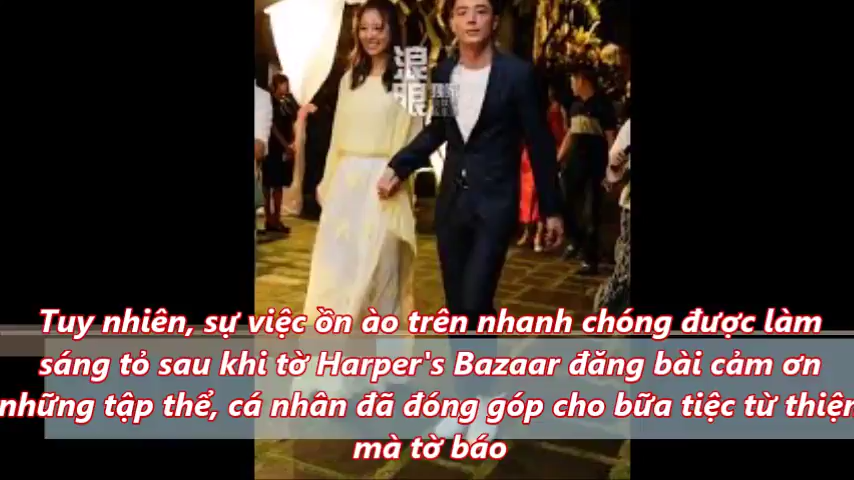 浪
眼
Tuy nhiên, sự việc ồn ào trên nhanh chóng được làm
sáng tỏ sau khi tờ Harper's Bazaar đăng bài cảm ơn
những tập thể, cá nhân đã đóng góp cho bữa tiệc từ thiện
mà tờ báo